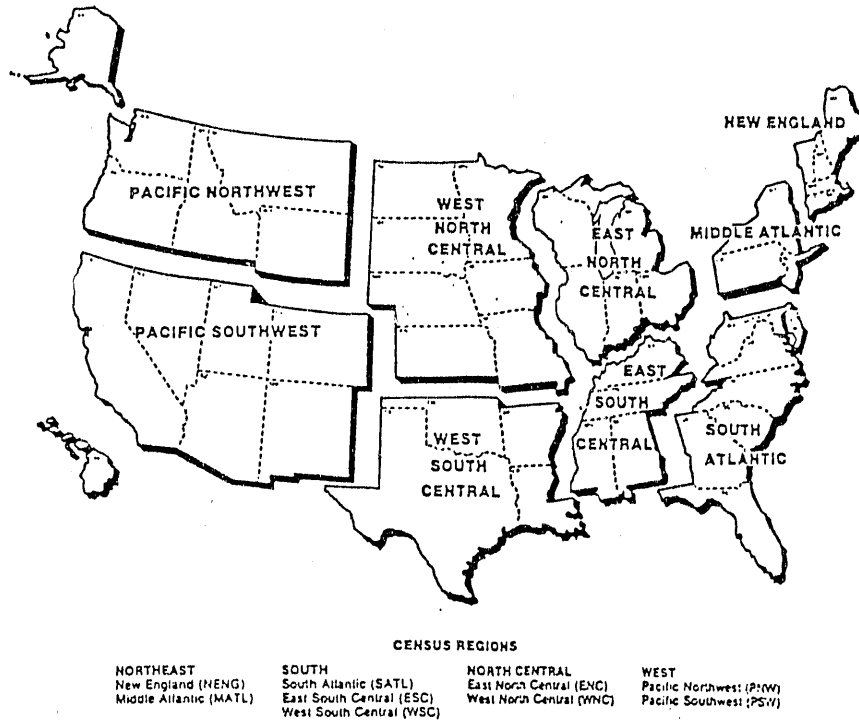 NEW ENGLAND
PACIFIC NORTHWEST
WEST
NORTH
CENTRAL
EAST
NORTH
CENTRAL
MIDDLE ATLANTIC
PACIFIC SOUTHWEST
EAST
SOUTH
CENTRAL
WEST
SOUTH
CENTRAL
SOUTH
ATLANTIC
CENSUS REGIONS
NORTHEAST
New England (NENG)
Middle Atlantic (MATL)
SOUTH
South Atlantic (SATL)
East South Central (ESC)
West South Central (WSC)
NORTH CENTRAL
East North Central (ENC)
West North Central (WNC)
WEST
Pacific Northwest (PNW)
Pacific Southwest (PSW)